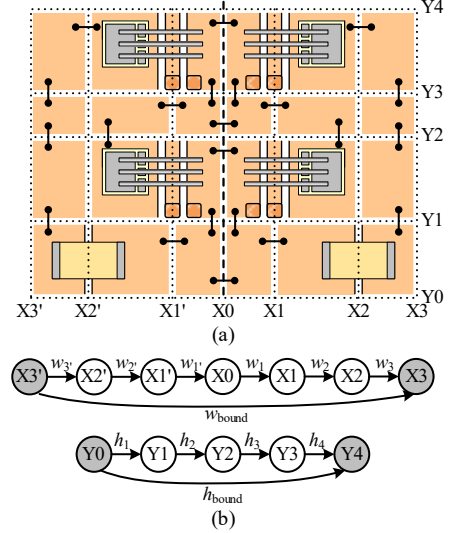 Y4
Y3
Y2
Y1
Y0
X3' X2' X1' X0 X1 X2 X3
(a)
w3' w2' w1' w1 w2 w3
X3' X2' X1' X0 X1 X2 X3
wbound
h1 h2 h3 h4
Y0 Y1 Y2 Y3 Y4
hbound
(b)